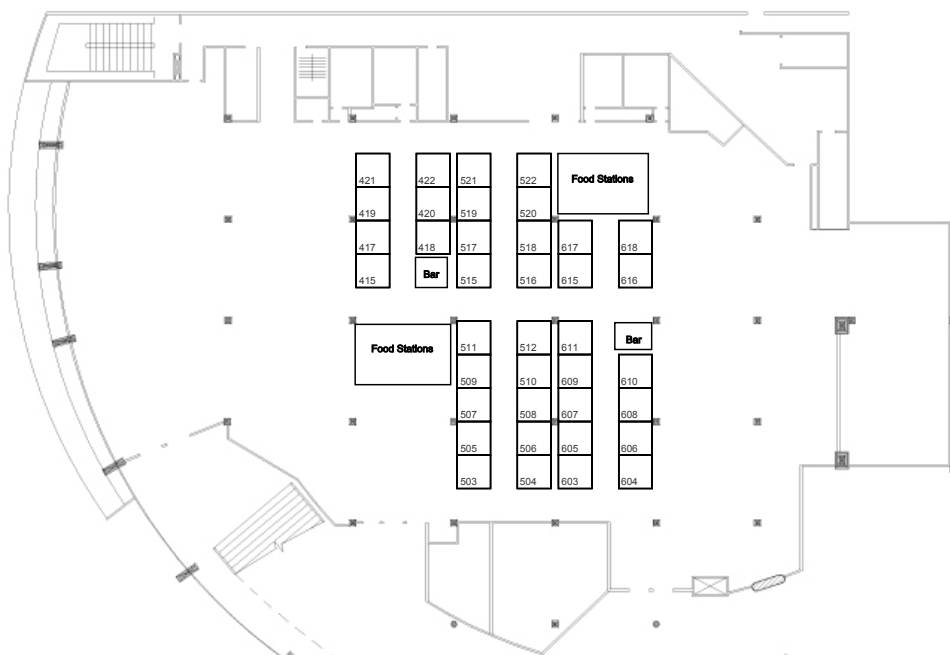 421 422 521 522 Food Stations
419 420 519 520
417 418 517 518 617 618
415 Bar 515 516 615 616
Food Stations 511 512 611 Bar
509 510 609 610
507 508 607 608
505 506 605 606
503 504 603 604